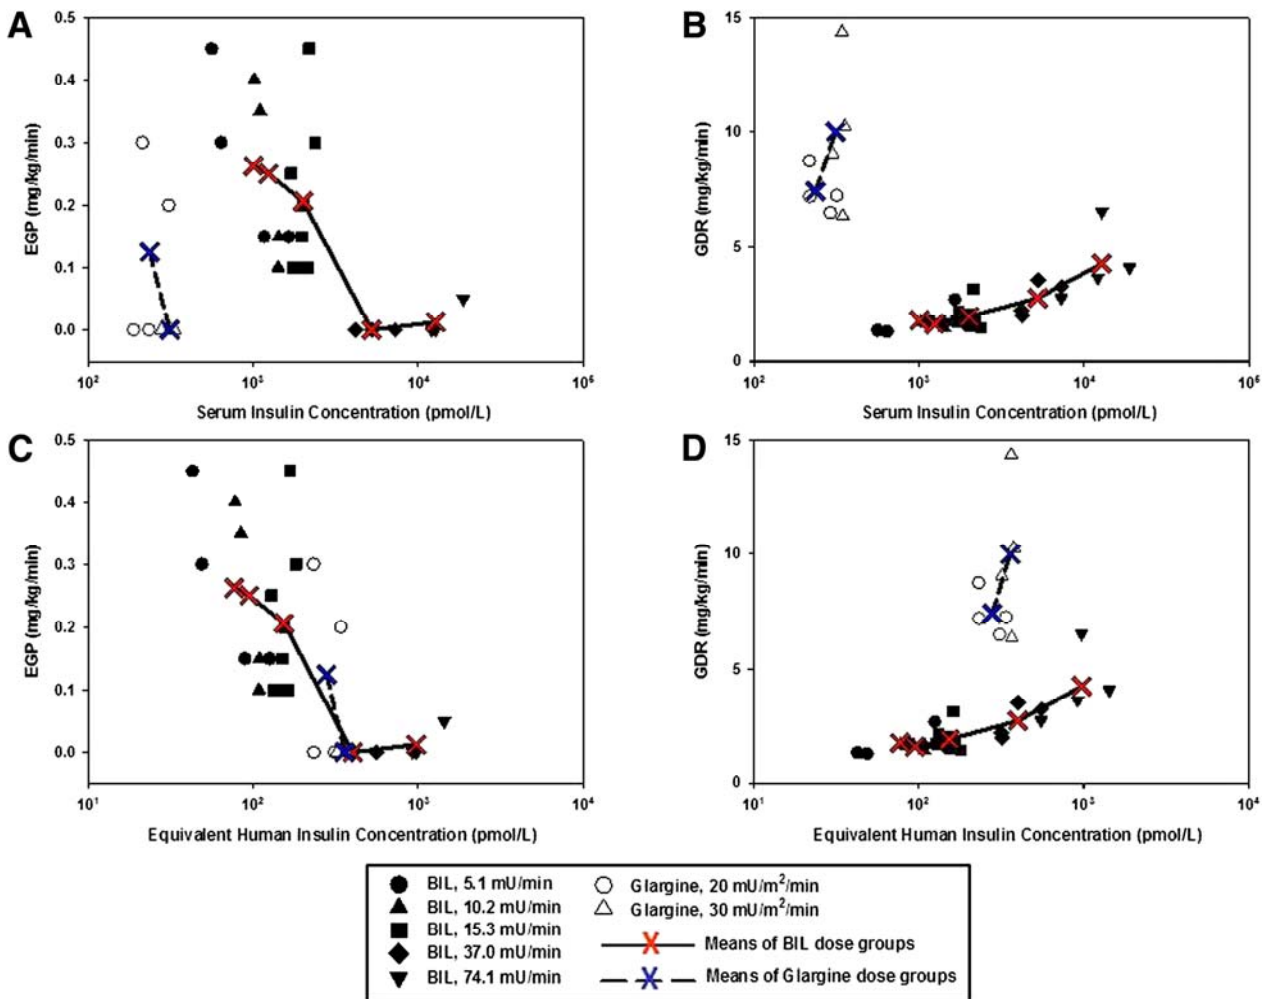 A
EGP (mg/kg/min)
0.5
0.4
0.3
0.2
0.1
0.0
10²
10³
10⁴
10⁵
Serum Insulin Concentration (pmol/L)
B
GDR (mg/kg/min)
15
10
5
0
10²
10³
10⁴
10⁵
Serum Insulin Concentration (pmol/L)
C
EGP (mg/kg/min)
0.5
0.4
0.3
0.2
0.1
0.0
10¹
10²
10³
10⁴
Equivalent Human Insulin Concentration (pmol/L)
D
GDR (mg/kg/min)
15
10
5
0
10¹
10²
10³
10⁴
Equivalent Human Insulin Concentration (pmol/L)
BIL, 5.1 mU/min
BIL, 10.2 mU/min
BIL, 15.3 mU/min
BIL, 37.0 mU/min
BIL, 74.1 mU/min
Glargine, 20 mU/m²/min
Glargine, 30 mU/m²/min
Means of BIL dose groups
Means of Glargine dose groups